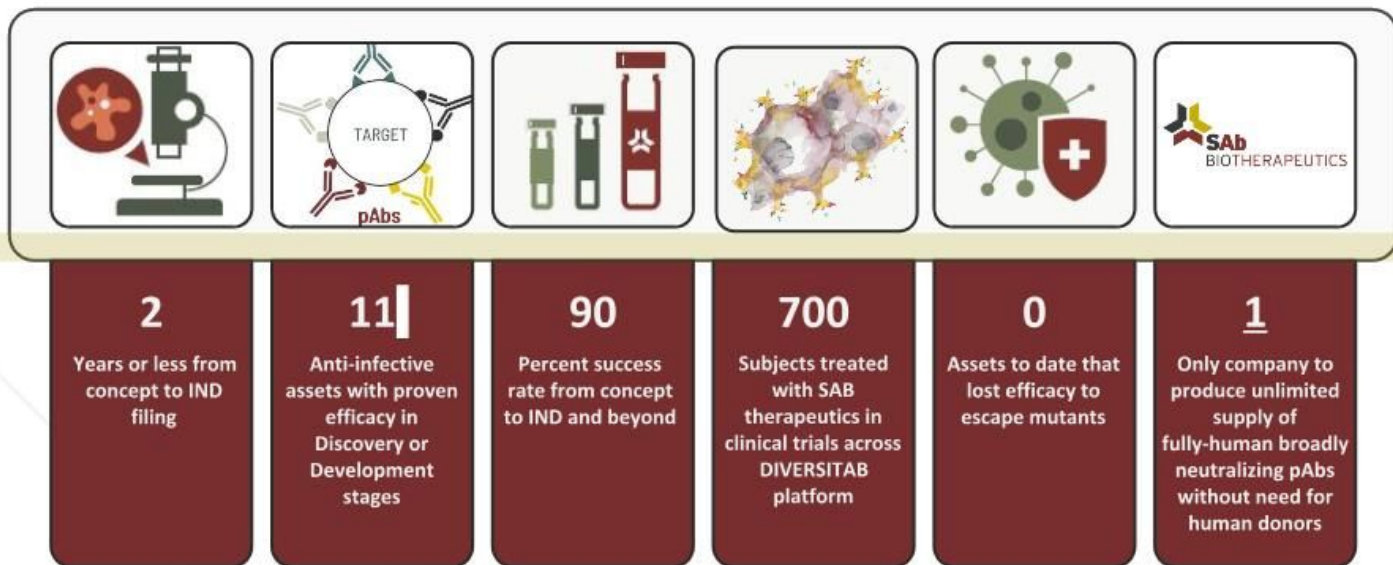 TARGET
pAbs
SAb
BIOTHERAPEUTICS
2
Years or less from
concept to IND
filing
11
Anti-infective
assets with proven
efficacy in
Discovery or
Development
stages
90
Percent success
rate from concept
to IND and beyond
700
Subjects treated
with SAB
therapeutics in
clinical trials across
DIVERSITAB
platform
0
Assets to date that
lost efficacy to
escape mutants
1
Only company to
produce unlimited
supply of
fully-human broadly
neutralizing pAbs
without need for
human donors